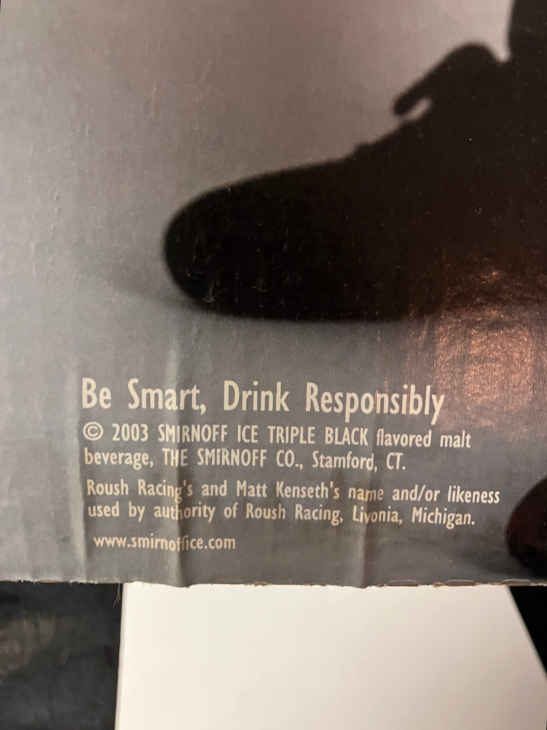 Be Smart, Drink Responsibly
© 2003 SMIRNOFF ICE TRIPLE BLACK flavored malt
beverage, THE SMIRNOFF CO., Stamford, CT.
Roush Racing's and Matt Kenseth's name and/or likeness
used by authority of Roush Racing, Livonia, Michigan.
www.smirnoffice.com